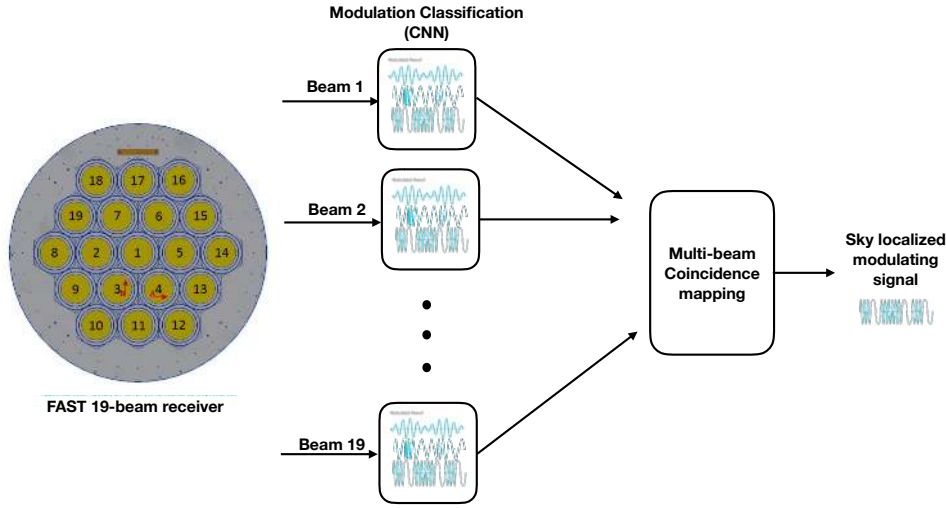 Modulation Classification
(CNN)
Beam 1
18 17 16
19 7 6 15
8 2 1 5 14
9 3 4 13
10 11 12
FAST 19-beam receiver
Beam 2
Beam 19
Multi-beam
Coincidence
mapping
Sky localized
modulating
signal